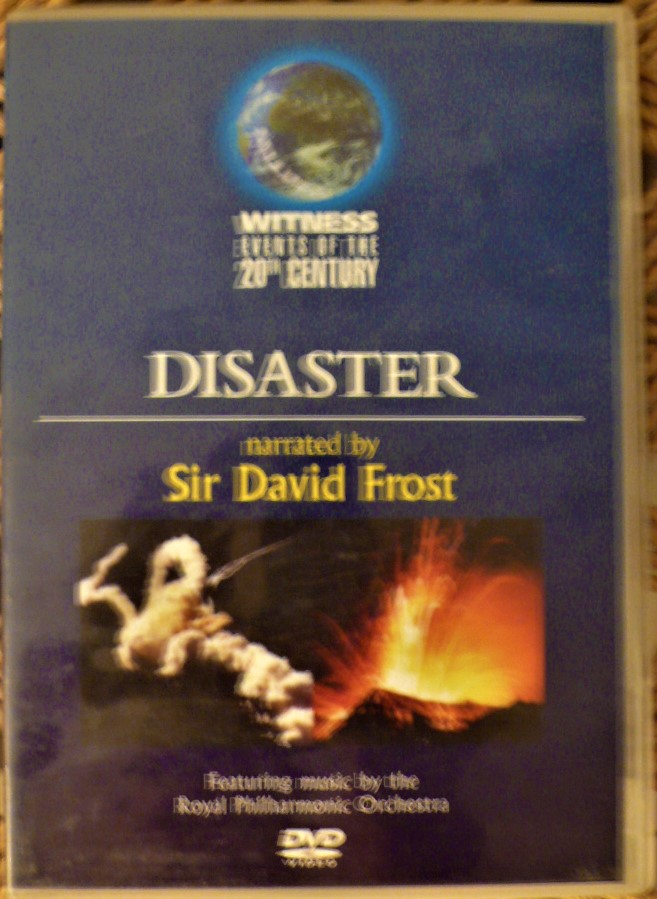 WITNESS
EVENTS OF THE
20TH CENTURY
DISASTER
narrated by
Sir David Frost
Featuring music by the
Royal Philharmonic Orchestra
DVD
VIDEO